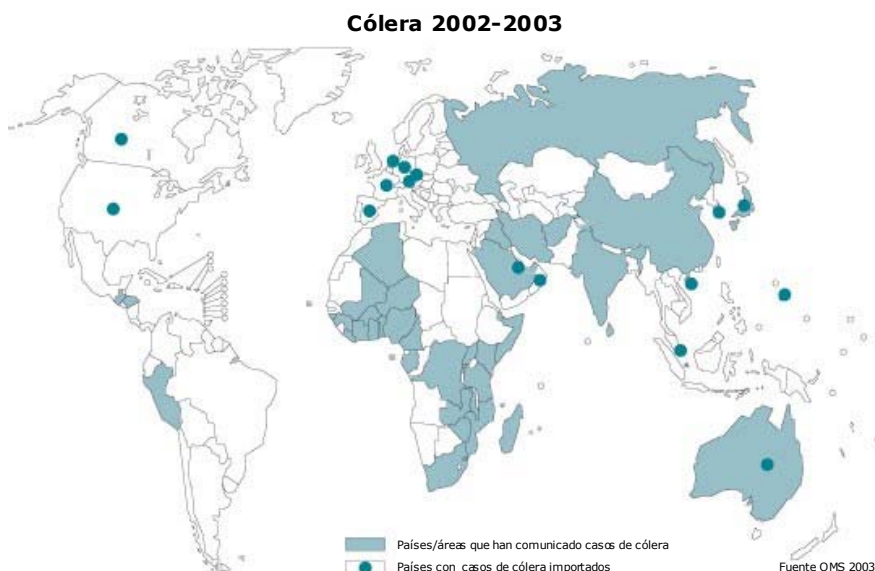 Cólera 2002-2003
Países/áreas que han comunicado casos de cólera
Países con casos de cólera importados
Fuente OMS 2003